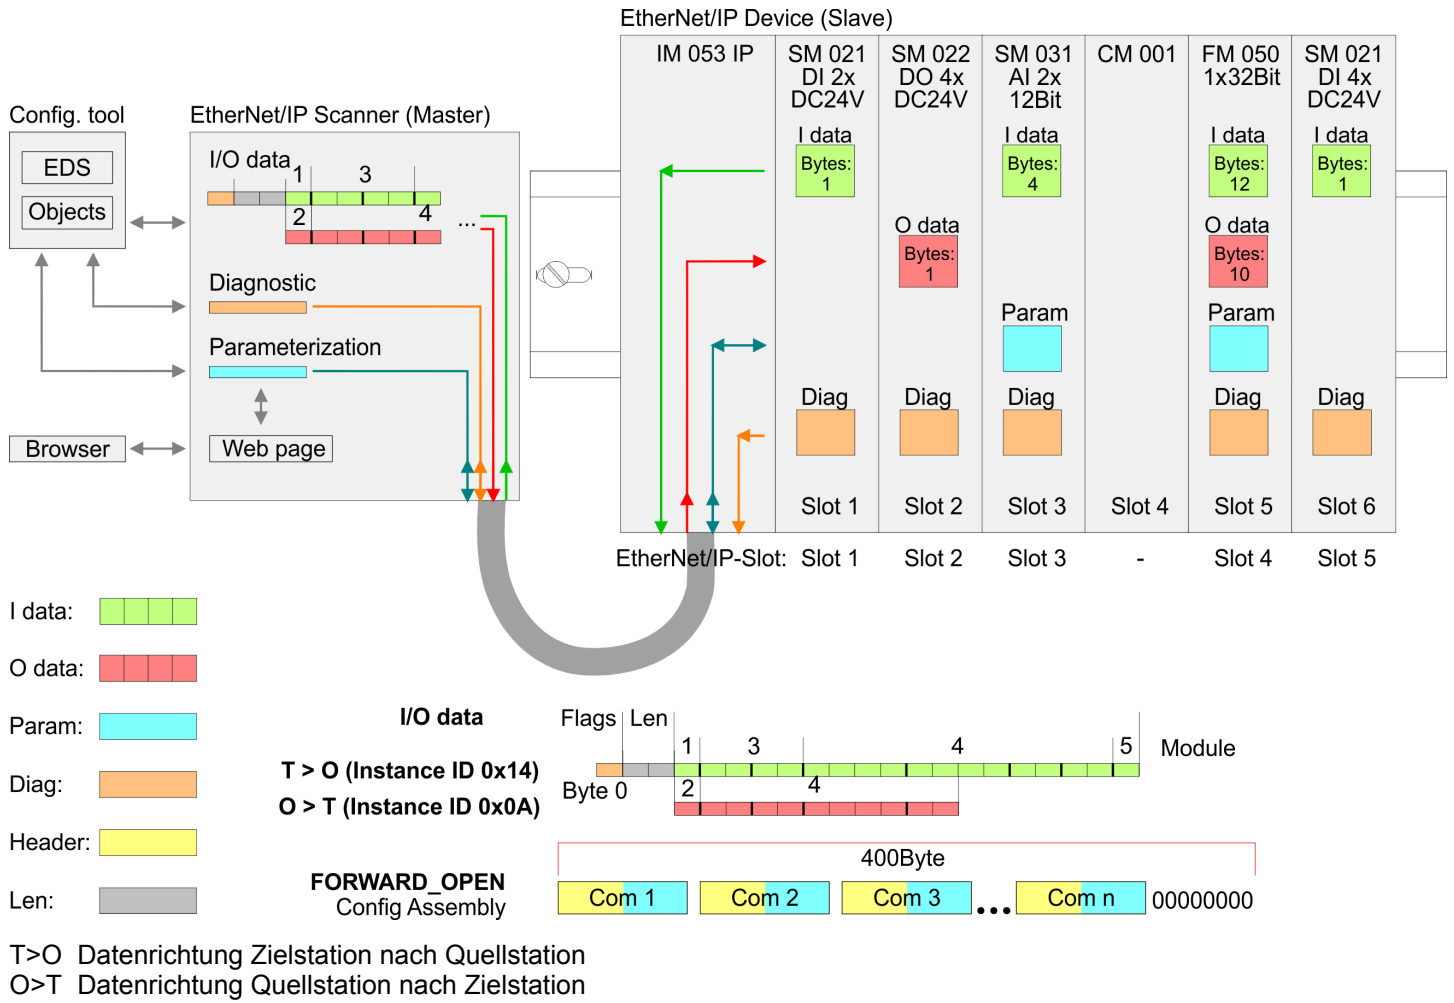 EtherNet/IP Device (Slave)
IM 053 IP
SM 021
DI 2x
DC24V
SM 022
DO 4x
DC24V
SM 031
AI 2x
12Bit
CM 001
FM 050
1x32Bit
SM 021
DI 4x
DC24V
Config. tool
EDS
Objects
Browser
EtherNet/IP Scanner (Master)
I/O data
1 3
2 4 ...
Diagnostic
Parameterization
Web page
I data I data I data I data
Bytes: 1
Bytes: 4
Bytes: 12
Bytes: 1
O data O data
Bytes: 1
Bytes: 10
Param Param
Diag Diag Diag Diag Diag
Slot 1 Slot 2 Slot 3 Slot 4 Slot 5 Slot 6
EtherNet/IP-Slot: Slot 1 Slot 2 Slot 3 - Slot 4 Slot 5
I data:
O data:
Param:
Diag:
Header:
Len:
I/O data Flags Len
1 3 4 5 Module
T > O (Instance ID 0x14)
Byte 0 2 4
O > T (Instance ID 0x0A)
400Byte
FORWARD_OPEN
Config Assembly
Com 1 Com 2 Com 3 ... Com n 00000000
T>O Datenrichtung Zielstation nach Quellstation
O>T Datenrichtung Quellstation nach Zielstation